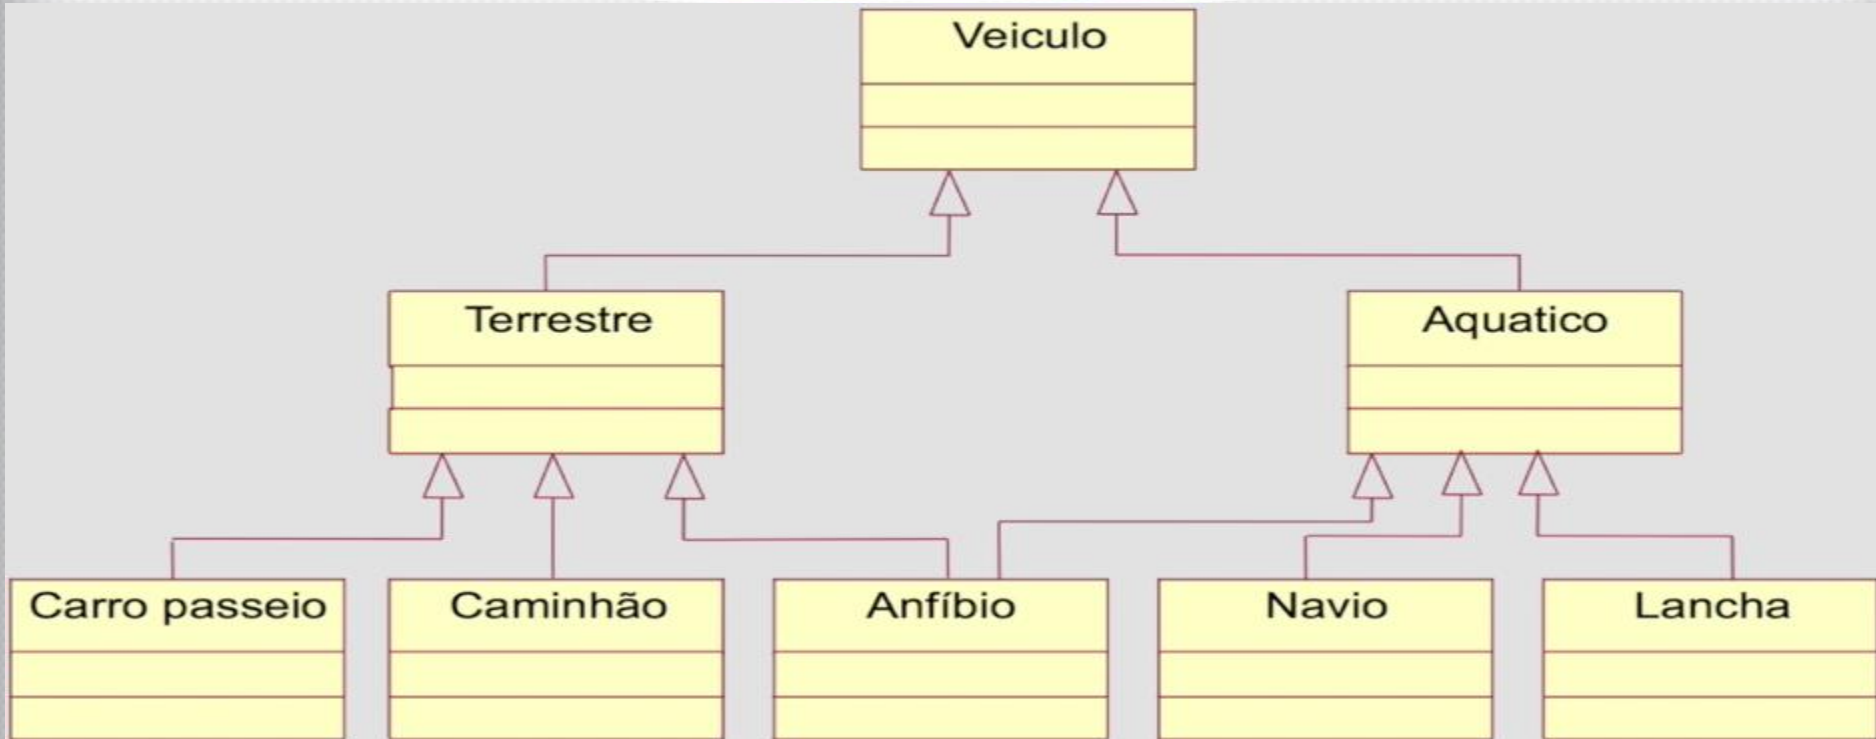 Veiculo
Terrestre
Aquatico
Carro passeio
Caminhão
Anfíbio
Navio
Lancha